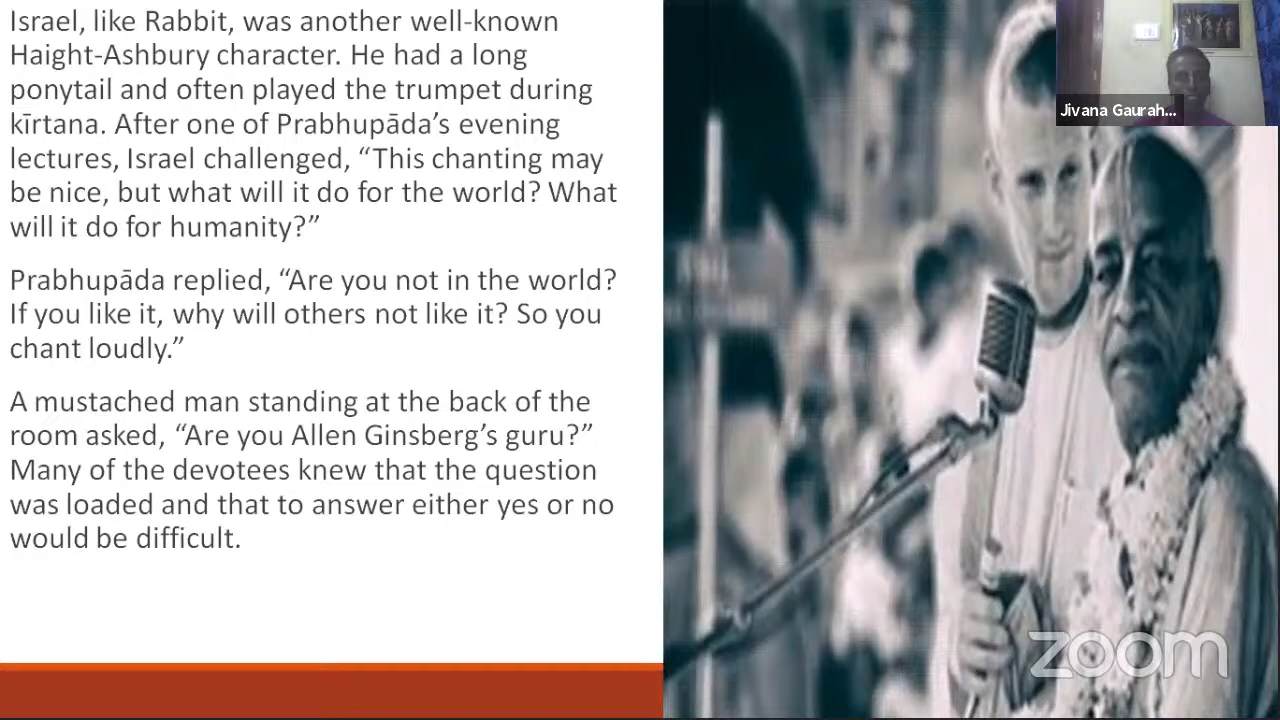 Israel, like Rabbit, was another well-known
Haight-Ashbury character. He had a long
ponytail and often played the trumpet during
kīrtana. After one of Prabhupāda’s evening
lectures, Israel challenged, “This chanting may
be nice, but what will it do for the world? What
will it do for humanity?”
Prabhupāda replied, “Are you not in the world?
If you like it, why will others not like it? So you
chant loudly.”
A mustached man standing at the back of the
room asked, “Are you Allen Ginsberg’s guru?”
Many of the devotees knew that the question
was loaded and that to answer either yes or no
would be difficult.
Jivana Gaurah...
zoom